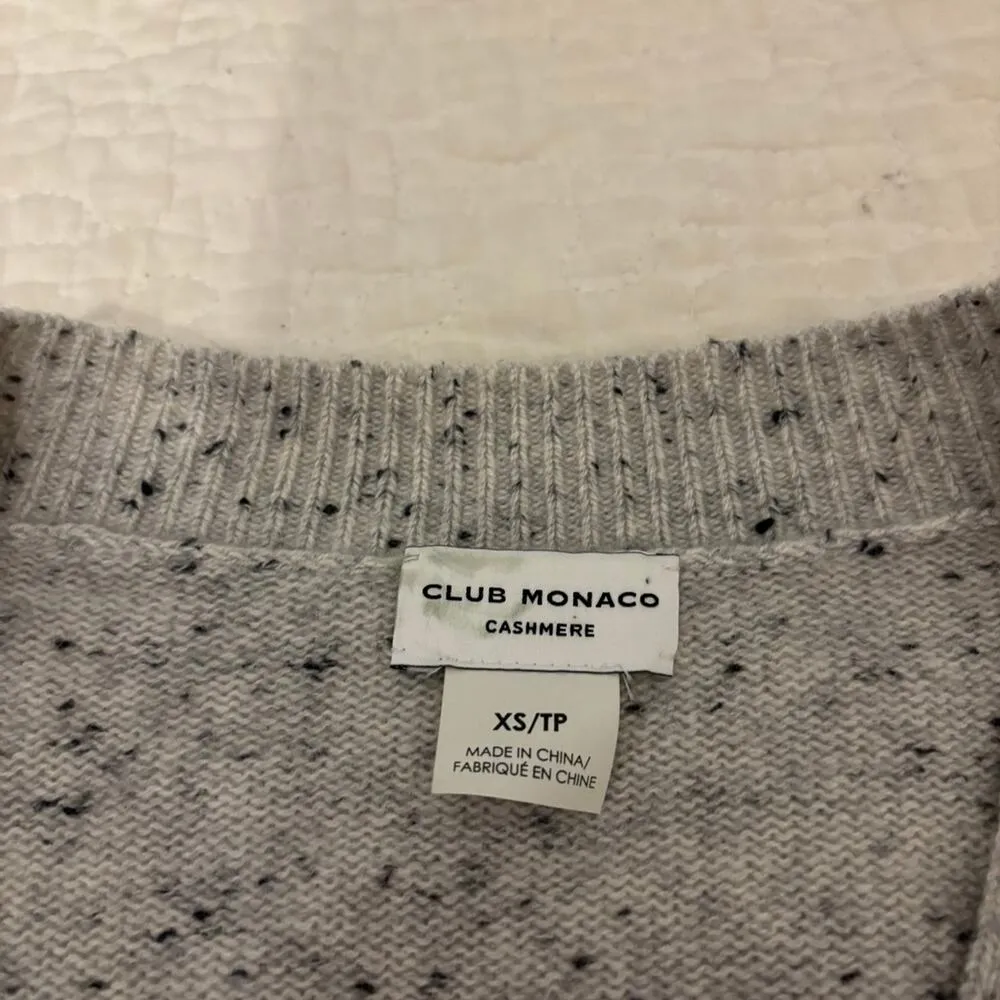 CLUB MONACO
CASHMERE
XS/TP
MADE IN CHINA/
FABRIQUÉ EN CHINE